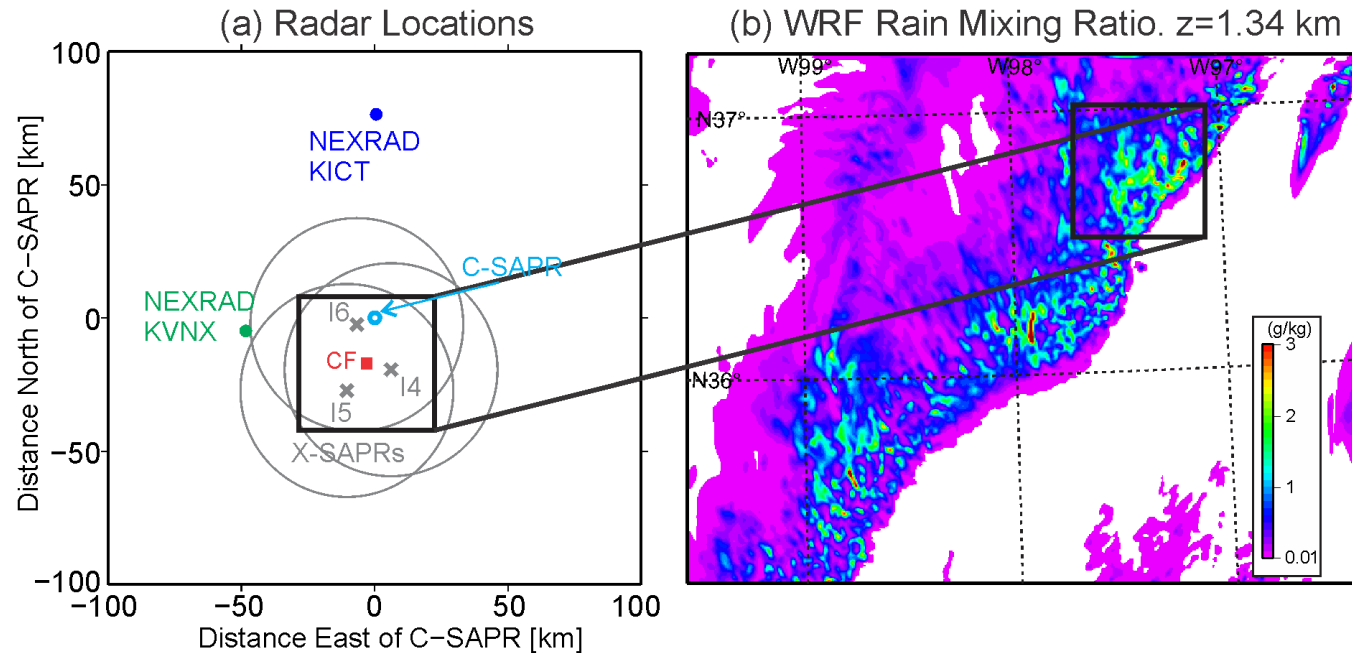 (a) Radar Locations
100
50
0
−50
−100
−100
−50
0
50
100
Distance North of C−SAPR [km]
Distance East of C−SAPR [km]
NEXRAD
KICT
NEXRAD
KVNX
C-SAPR
I6
CF
I4
I5
X-SAPRs
(b) WRF Rain Mixing Ratio. z=1.34 km
W99°
W98°
W97°
N37°
N36°
(g/kg)
3
2
1
0.01